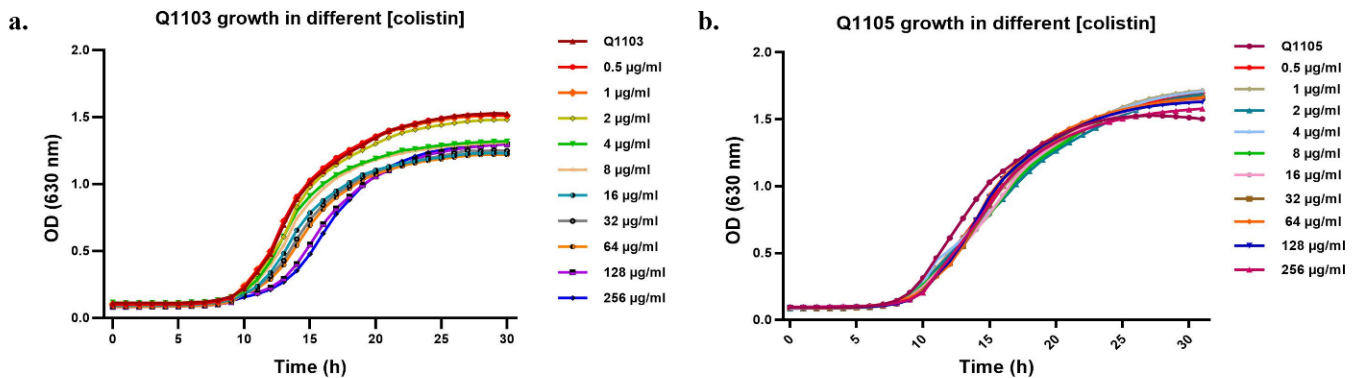 a.
Q1103 growth in different [colistin]
OD (630 nm)
2.0
1.5
1.0
0.5
0.0
0 5 10 15 20 25 30
Time (h)
Q1103
0.5 µg/ml
1 µg/ml
2 µg/ml
4 µg/ml
8 µg/ml
16 µg/ml
32 µg/ml
64 µg/ml
128 µg/ml
256 µg/ml
b.
Q1105 growth in different [colistin]
OD (630 nm)
2.0
1.5
1.0
0.5
0.0
0 5 10 15 20 25 30
Time (h)
Q1105
0.5 µg/ml
1 µg/ml
2 µg/ml
4 µg/ml
8 µg/ml
16 µg/ml
32 µg/ml
64 µg/ml
128 µg/ml
256 µg/ml